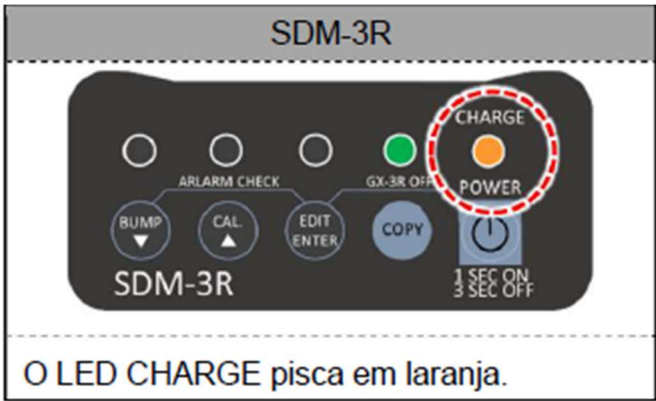 SDM-3R
CHARGE
ARLARM CHECK
GX-3R OFF
POWER
BUMP
CAL.
EDIT
ENTER
COPY
SDM-3R
1 SEC ON
3 SEC OFF
O LED CHARGE pisca em laranja.